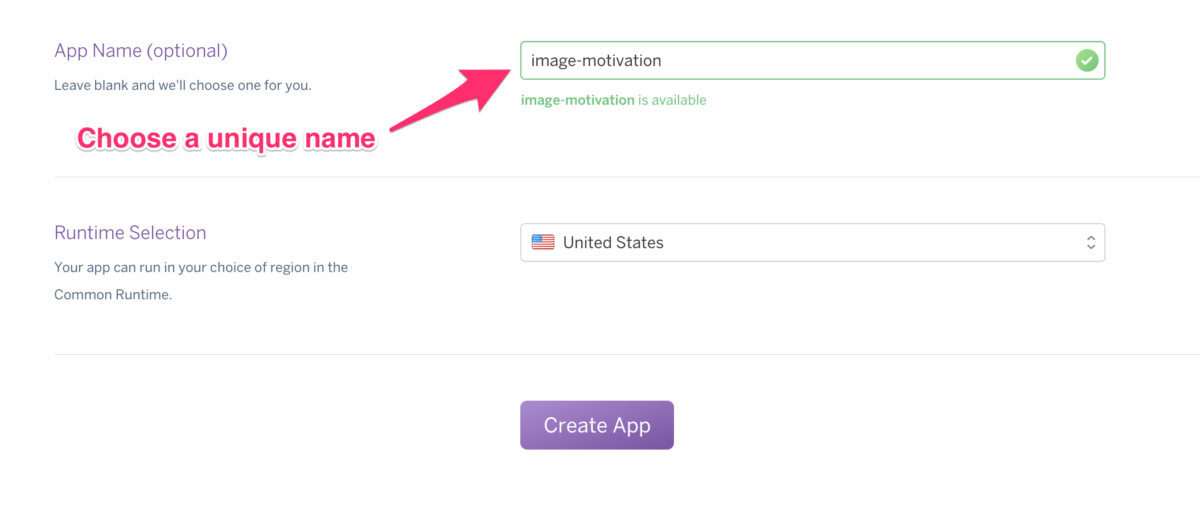 App Name (optional)
image-motivation
Leave blank and we'll choose one for you.
image-motivation is available
Choose a unique name
Runtime Selection
United States
Your app can run in your choice of region in the
Common Runtime.
Create App